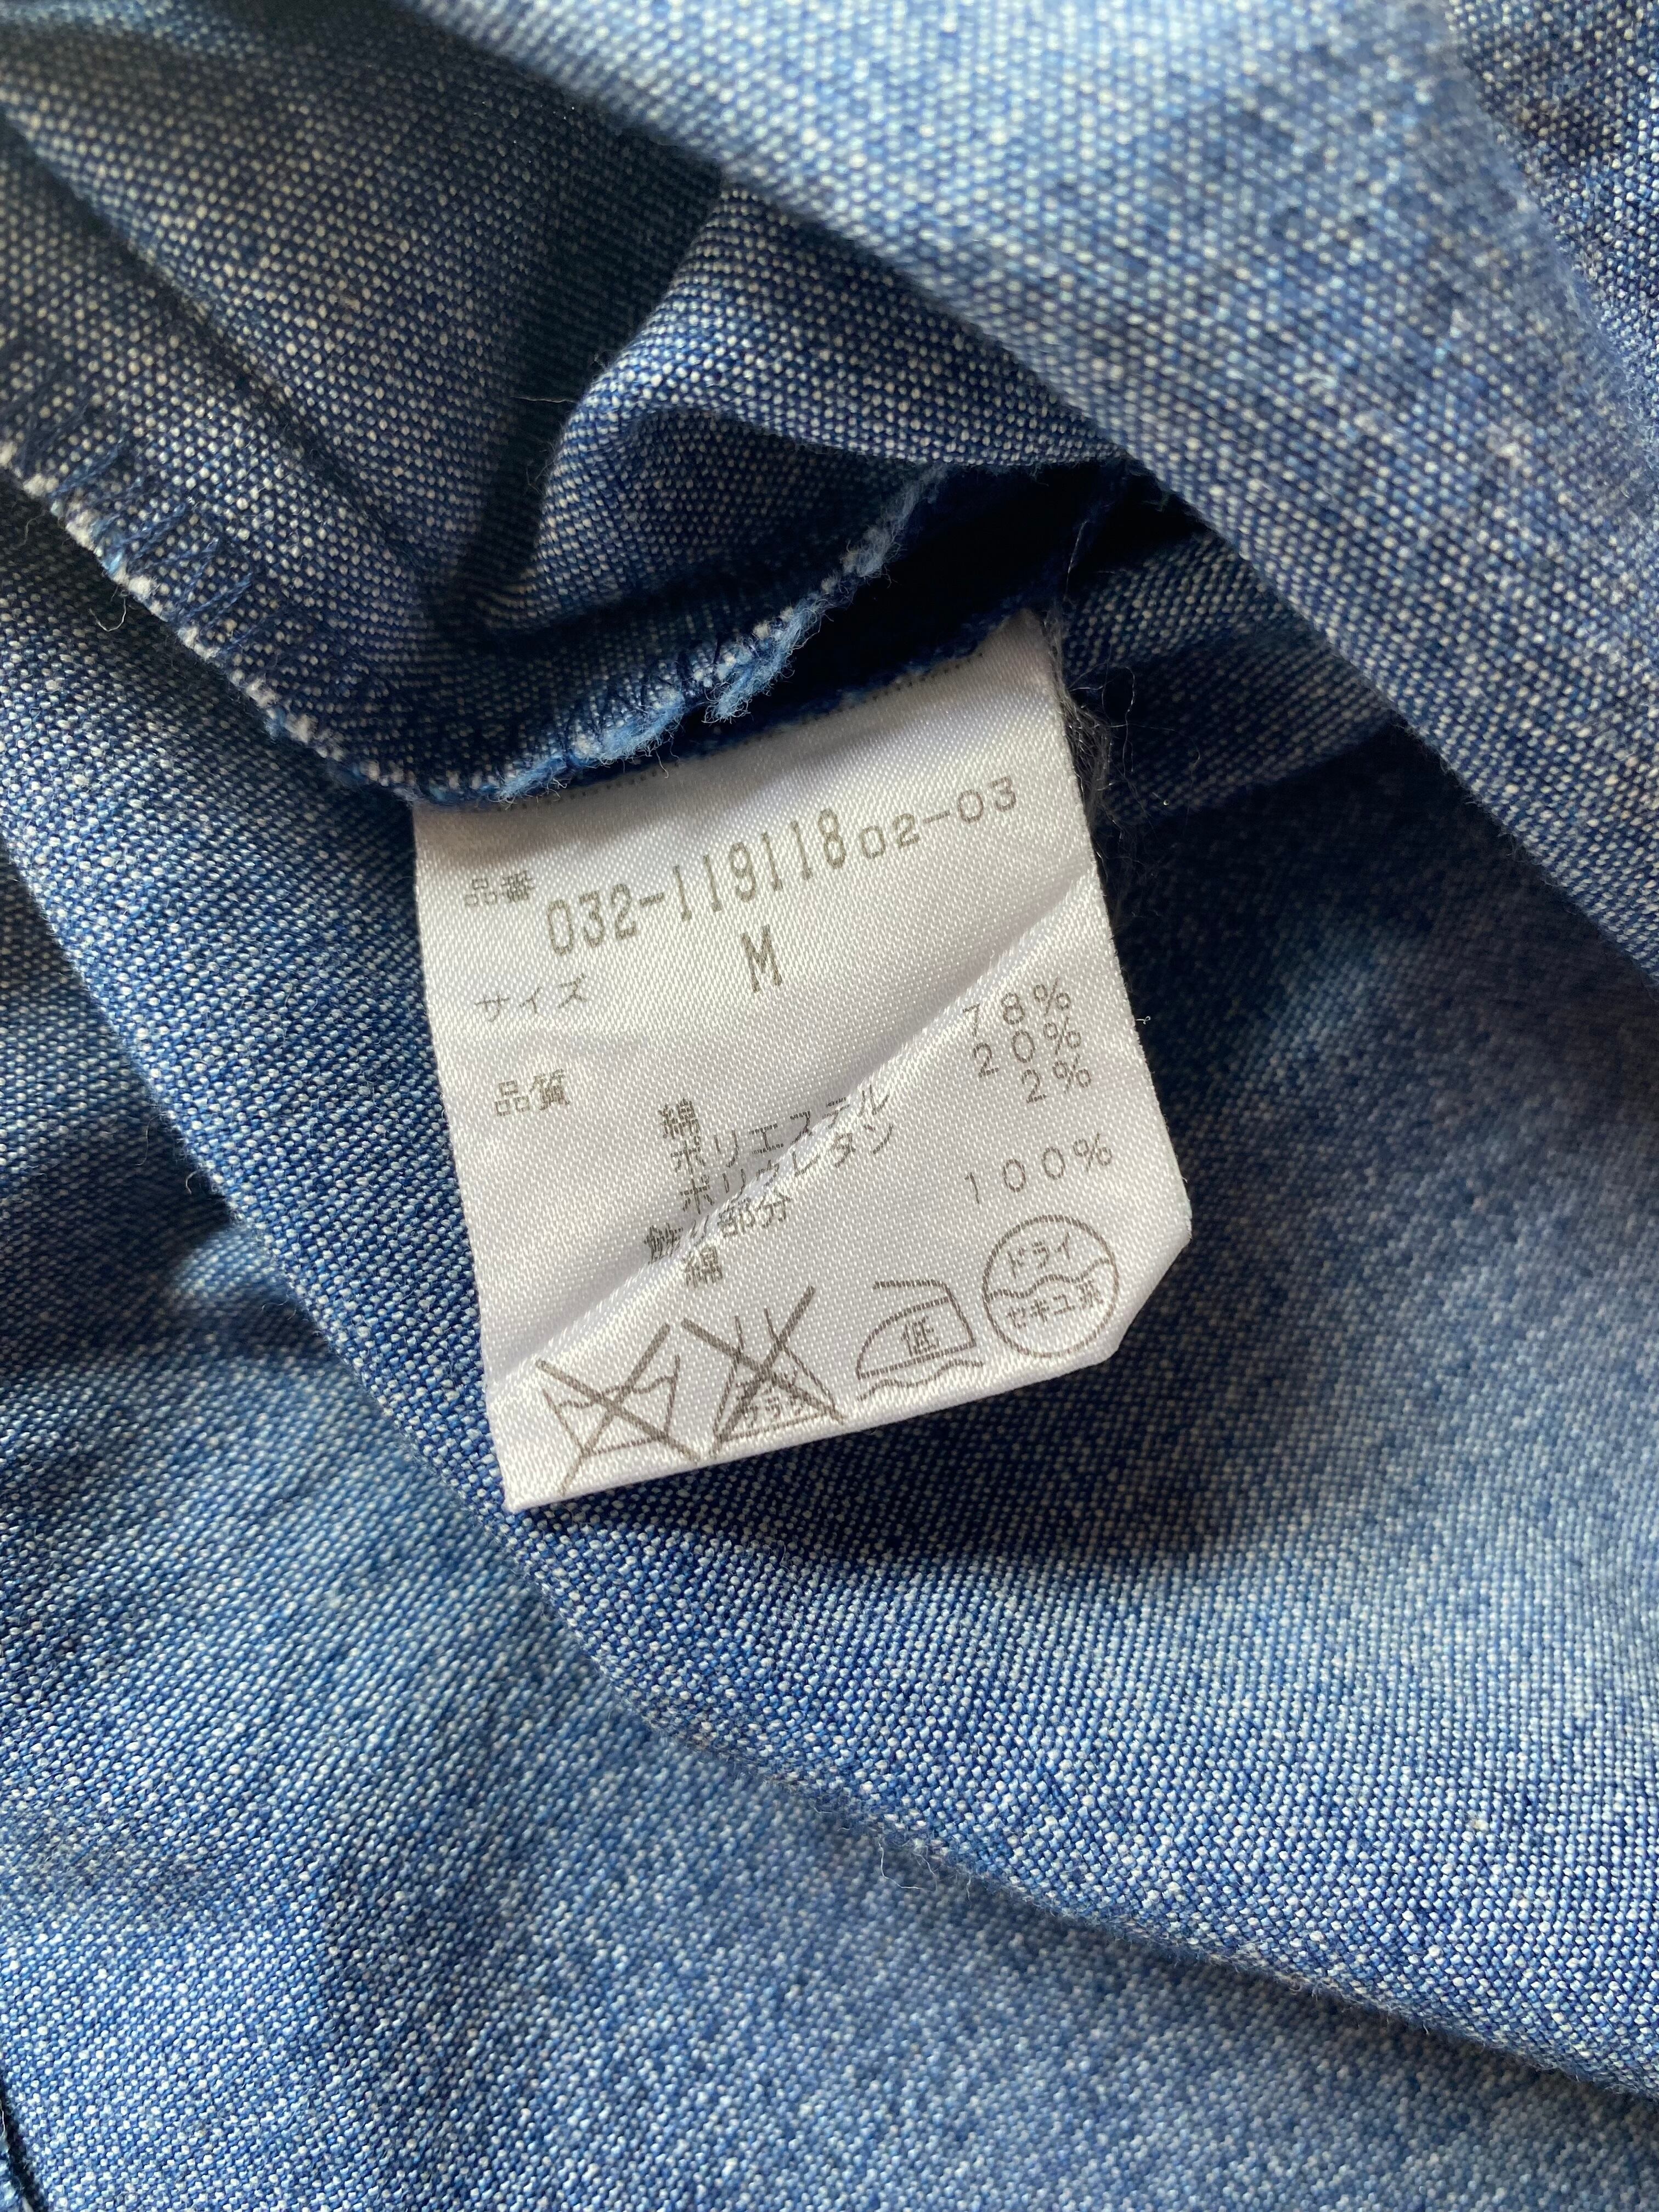 品番 032-119118 02-03
サイズ M
品質
綿 78%
ポリエステル 20%
ポリウレタン 2%
飾り部分
綿 100%
低
ドライ
セキユ系